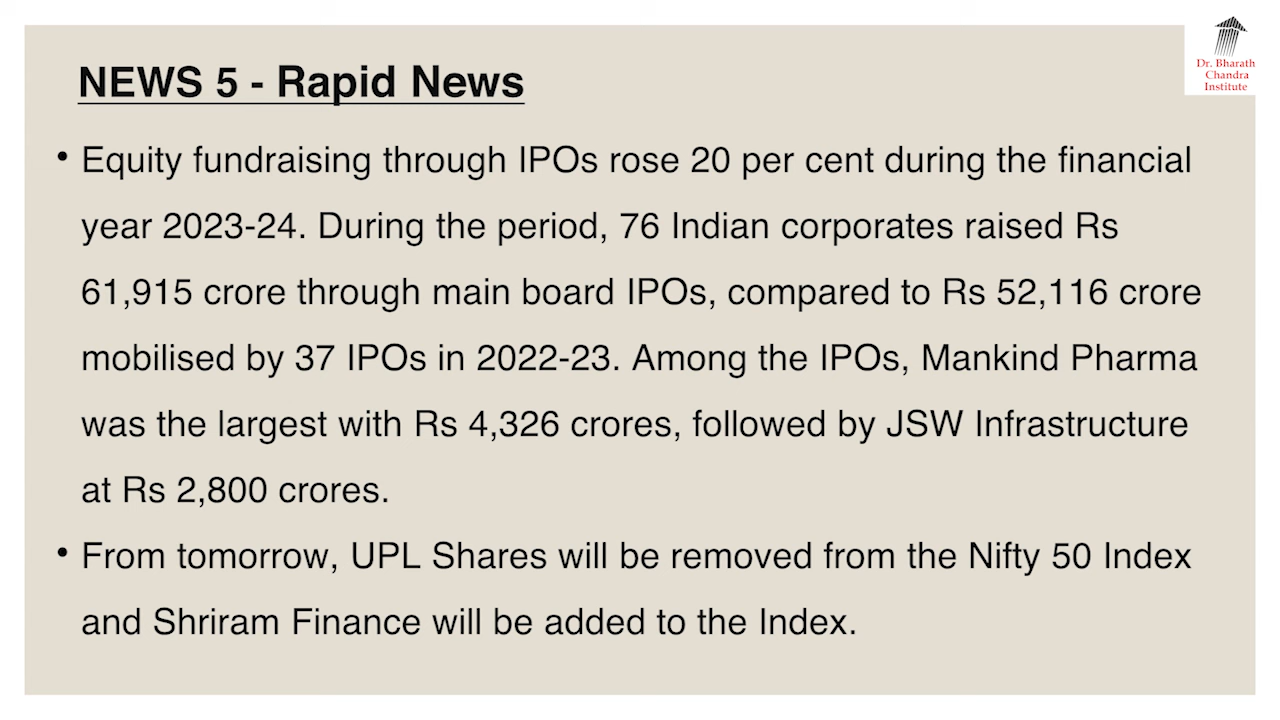 Dr. Bharath
Chandra
Institute
NEWS 5 - Rapid News
• Equity fundraising through IPOs rose 20 per cent during the financial
year 2023-24. During the period, 76 Indian corporates raised Rs
61,915 crore through main board IPOs, compared to Rs 52,116 crore
mobilised by 37 IPOs in 2022-23. Among the IPOs, Mankind Pharma
was the largest with Rs 4,326 crores, followed by JSW Infrastructure
at Rs 2,800 crores.
• From tomorrow, UPL Shares will be removed from the Nifty 50 Index
and Shriram Finance will be added to the Index.